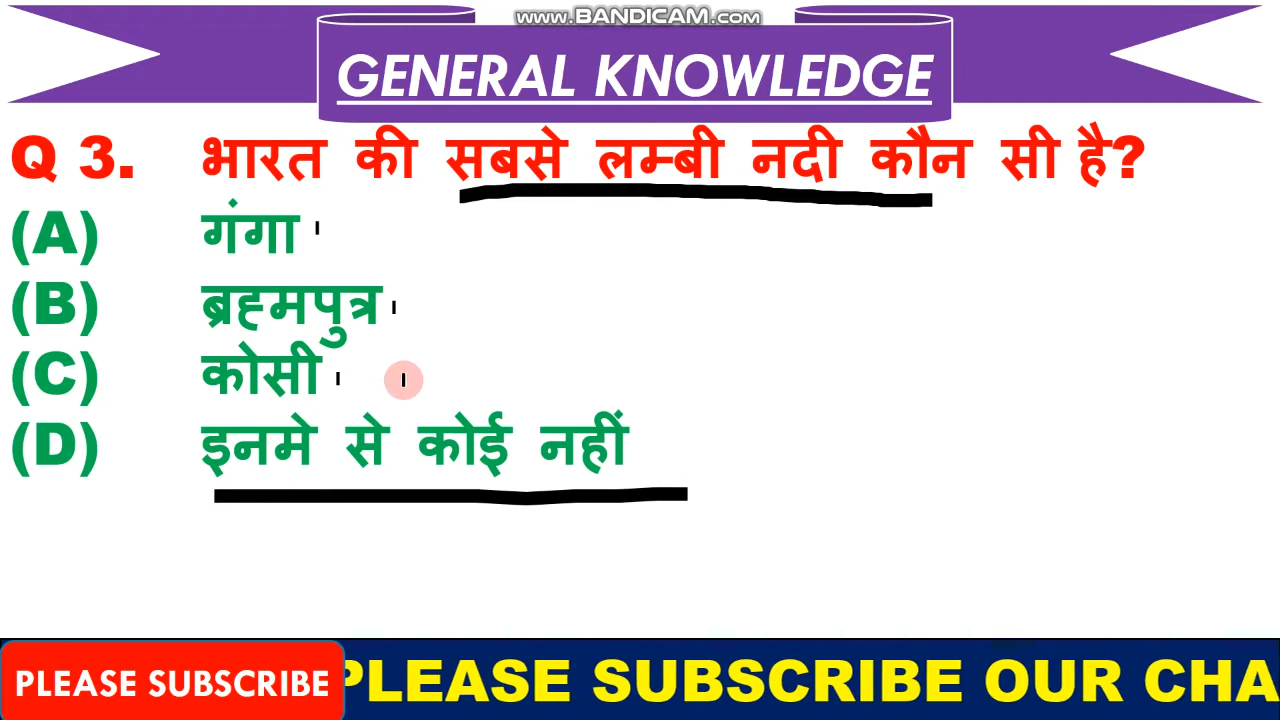 www.BANDICAM.com
GENERAL KNOWLEDGE
Q 3. भारत की सबसे लम्बी नदी कौन सी है?
(A) गंगा
(B) ब्रह्मपुत्र
(C) कोसी
(D) इनमे से कोई नहीं
PLEASE SUBSCRIBE PLEASE SUBSCRIBE OUR CHA